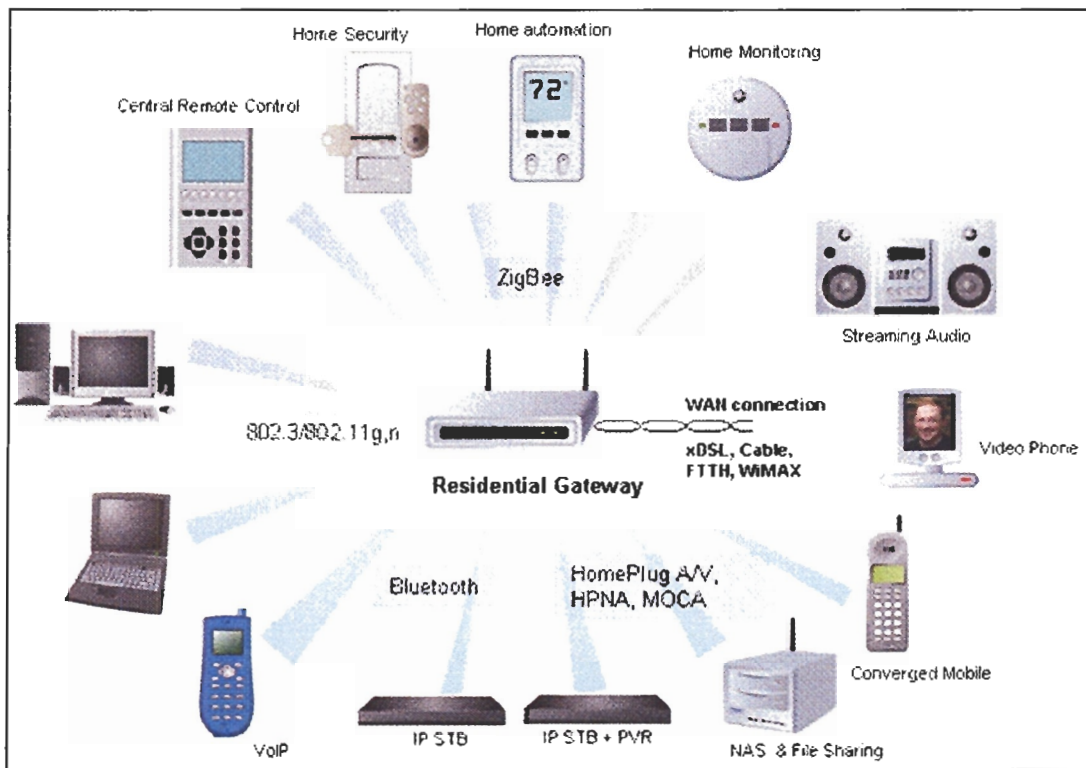 Home Security
Home automation
Home Monitoring
Central Remote Control
72°
ZigBee
Streaming Audio
802.3/802.11g,n
WAN connection
xDSL, Cable,
FTTH, WiMAX
Residential Gateway
Video Phone
Bluetooth
HomePlug A/V,
HPNA, MOCA
Converged Mobile
VoIP
IP STB
IP STB + PVR
NAS & File Sharing